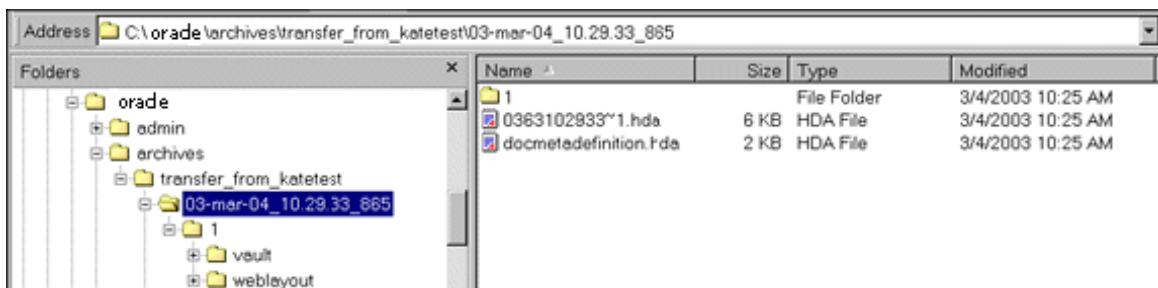 Address C:\oracle\archives\transfer_from_katetest\03-mar-04_10.29.33_865
Folders × Name Size Type Modified
oracle
admin
archives
transfer_from_katetest
03-mar-04_10.29.33_865
1
vault
weblayout
1 File Folder 3/4/2003 10:25 AM
0363102933~1.hda 6 KB HDA File 3/4/2003 10:25 AM
docmetadefinition.hda 2 KB HDA File 3/4/2003 10:25 AM